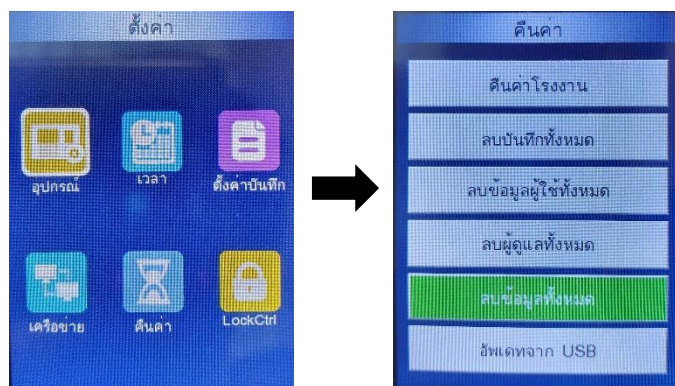 ตั้งคา
อุปกรณ์
เวลา
ตั้งค่าบันทึก
เครือข่าย
คืนค่า
LockCtrl
คืนค่า
คืนค่าโรงงาน
ลบบันทึกทั้งหมด
ลบข้อมูลผู้ใช้ทั้งหมด
ลบผู้ดูแลทั้งหมด
ลบข้อมูลทั้งหมด
อัพเดทจาก USB